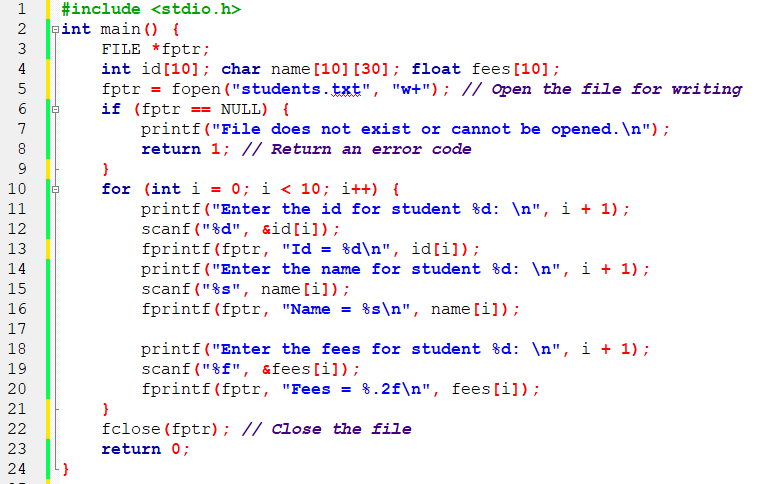 1 #include <stdio.h>
2 int main() {
3 FILE *fptr;
4 int id[10]; char name[10][30]; float fees[10];
5 fptr = fopen("students.txt", "w+"); // Open the file for writing
6 if (fptr == NULL) {
7 printf("File does not exist or cannot be opened.\n");
8 return 1; // Return an error code
9 }
10 for (int i = 0; i < 10; i++) {
11 printf("Enter the id for student %d: \n", i + 1);
12 scanf("%d", &id[i]);
13 fprintf(fptr, "Id = %d\n", id[i]);
14 printf("Enter the name for student %d: \n", i + 1);
15 scanf("%s", name[i]);
16 fprintf(fptr, "Name = %s\n", name[i]);
17
18 printf("Enter the fees for student %d: \n", i + 1);
19 scanf("%f", &fees[i]);
20 fprintf(fptr, "Fees = %.2f\n", fees[i]);
21 }
22 fclose(fptr); // Close the file
23 return 0;
24 }